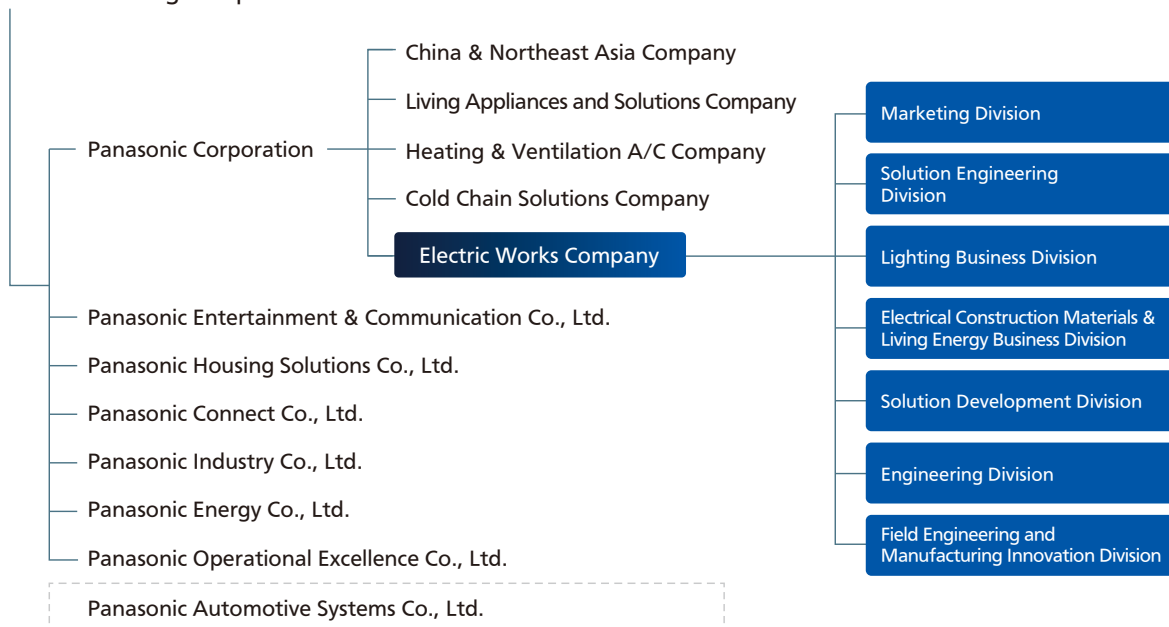 China & Northeast Asia Company
Living Appliances and Solutions Company
Panasonic Corporation
Heating & Ventilation A/C Company
Cold Chain Solutions Company
Electric Works Company
Panasonic Entertainment & Communication Co., Ltd.
Panasonic Housing Solutions Co., Ltd.
Panasonic Connect Co., Ltd.
Panasonic Industry Co., Ltd.
Panasonic Energy Co., Ltd.
Panasonic Operational Excellence Co., Ltd.
Panasonic Automotive Systems Co., Ltd.
Marketing Division
Solution Engineering
Division
Lighting Business Division
Electrical Construction Materials &
Living Energy Business Division
Solution Development Division
Engineering Division
Field Engineering and
Manufacturing Innovation Division